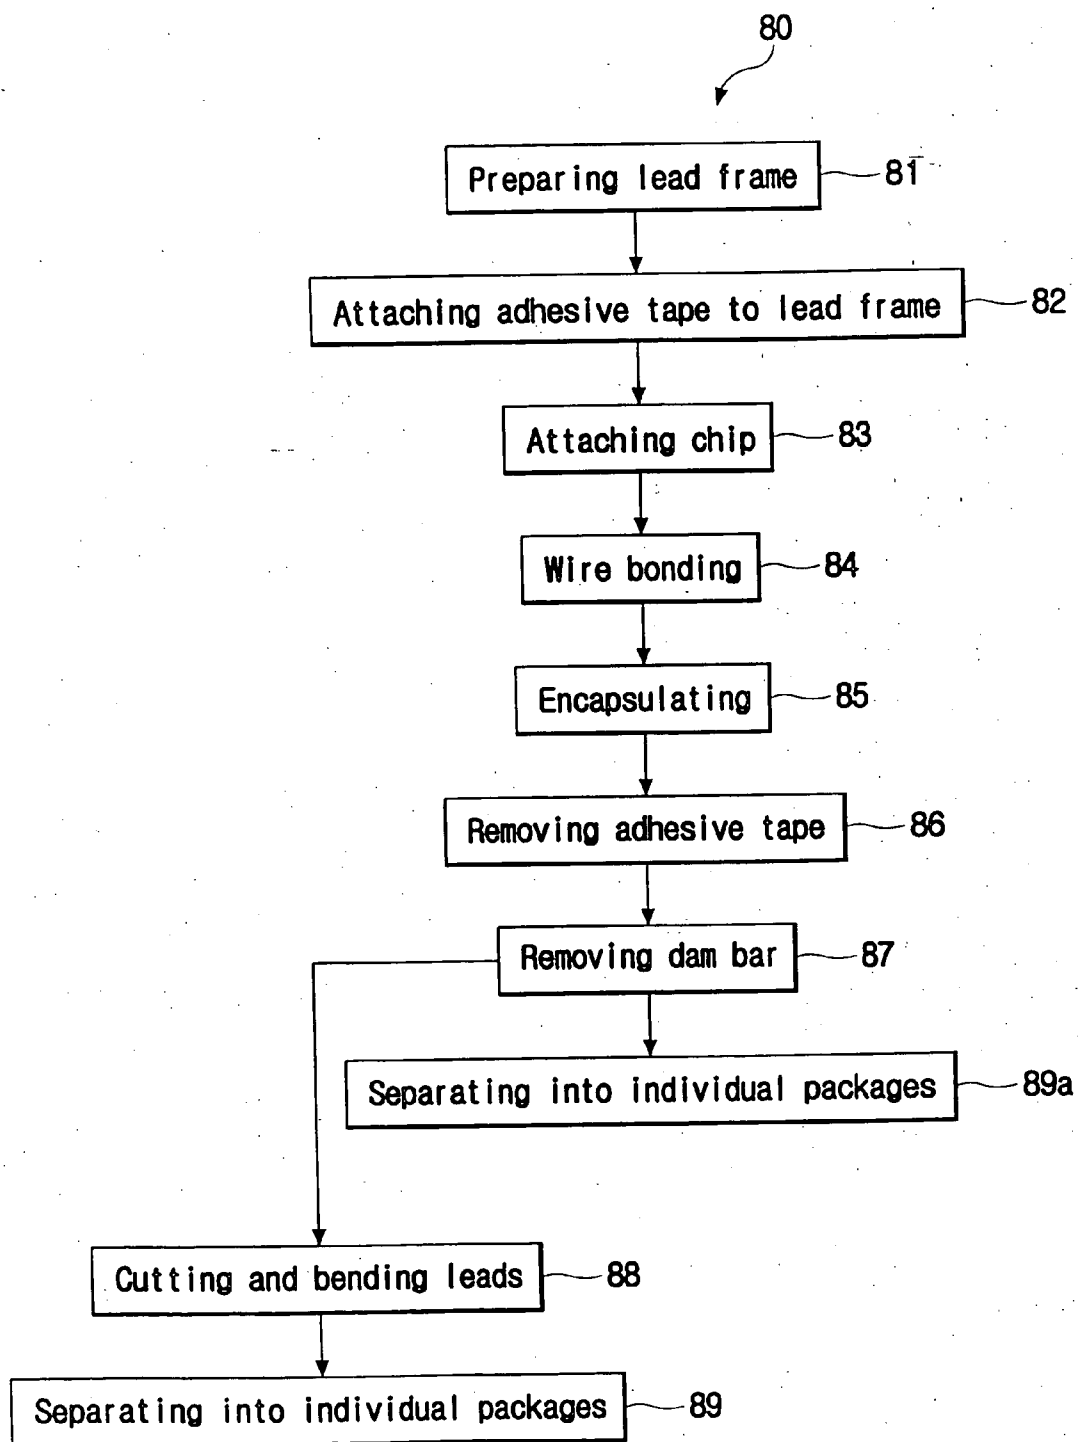 80
Preparing lead frame 81
Attaching adhesive tape to lead frame 82
Attaching chip 83
Wire bonding 84
Encapsulating 85
Removing adhesive tape 86
Removing dam bar 87
Separating into individual packages 89a
Cutting and bending leads 88
Separating into individual packages 89